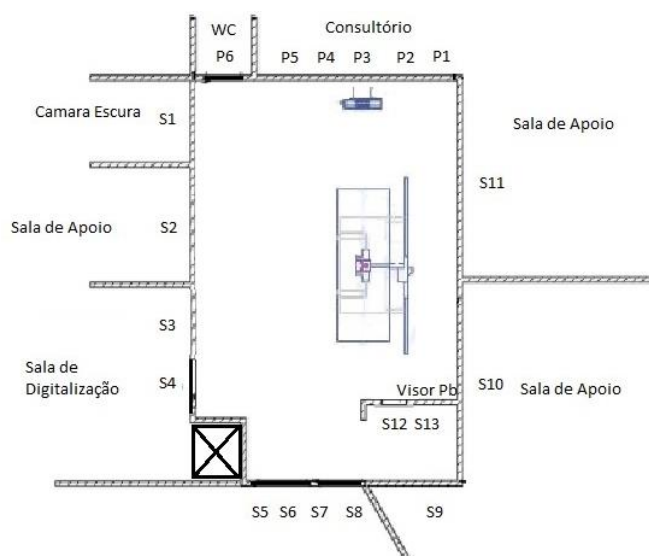 WC
Consultório
P6
P5
P4
P3
P2
P1
Camara Escura
S1
Sala de Apoio
S11
Sala de Apoio
S2
S3
Sala de
Digitalização
S4
Visor Pb
S10
Sala de Apoio
S12
S13
S5
S6
S7
S8
S9